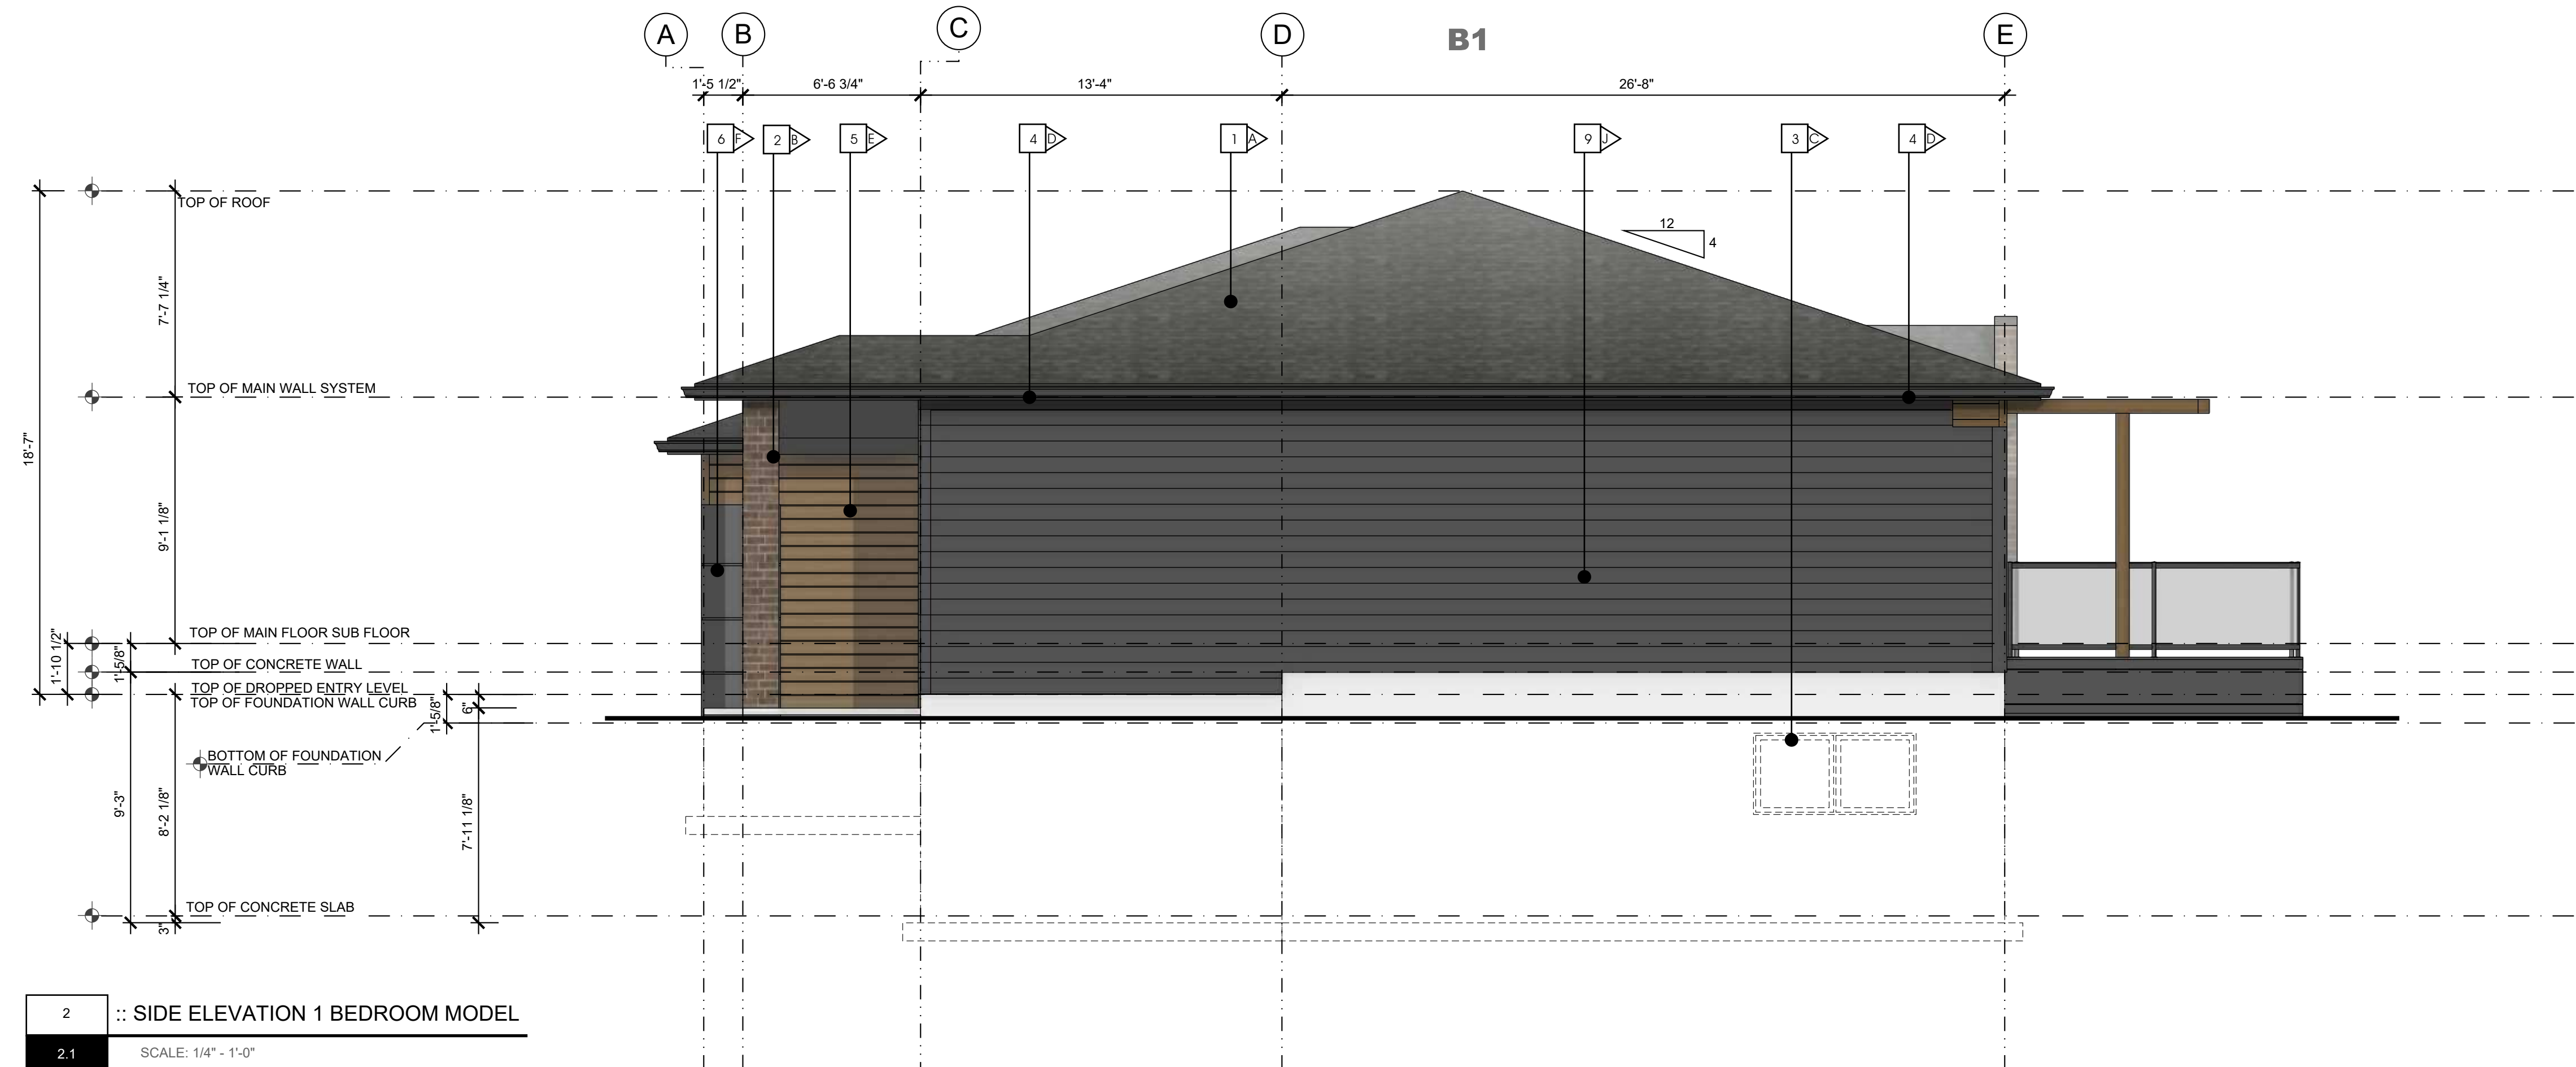 A
B
C
D
B1
E
1'-5 1/2"
6'-6 3/4"
13'-4"
26'-8"
6 F
2 B
5 E
4 D
1 A
9 J
3 C
4 D
TOP OF ROOF
12
4
7'-7 1/4"
TOP OF MAIN WALL SYSTEM
18'-7"
9'-1 1/8"
TOP OF MAIN FLOOR SUB FLOOR
1'-10 1/2"
1'-5/8"
TOP OF CONCRETE WALL
TOP OF DROPPED ENTRY LEVEL
TOP OF FOUNDATION WALL CURB
1'-5/8"
6"
BOTTOM OF FOUNDATION
WALL CURB
9'-3"
8'-2 1/8"
7'-11 1/8"
TOP OF CONCRETE SLAB
3"
2
:: SIDE ELEVATION 1 BEDROOM MODEL
2.1
SCALE: 1/4" - 1'-0"